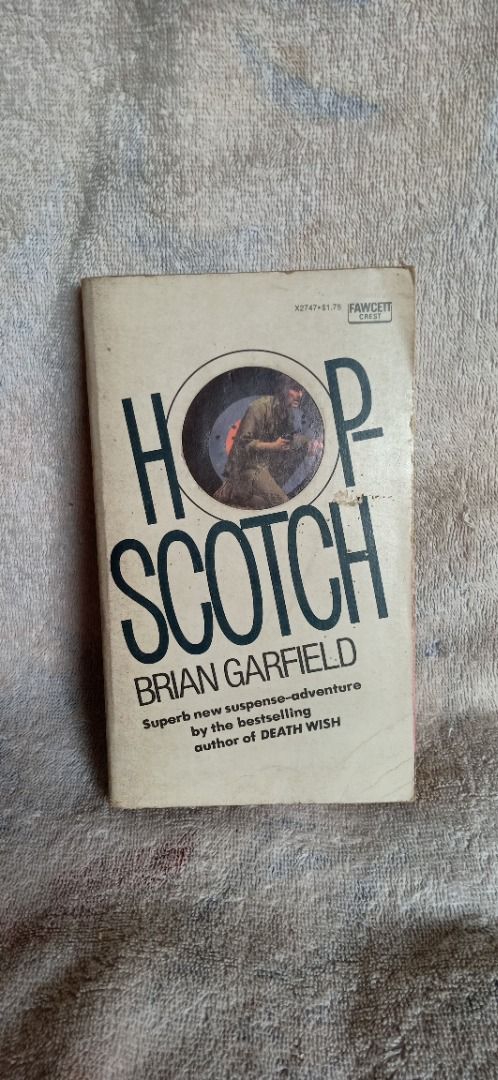 X2747•$1.75 FAWCETT
CREST
HOP-
SCOTCH
BRIAN GARFIELD
Superb new suspense-adventure
by the bestselling
author of DEATH WISH